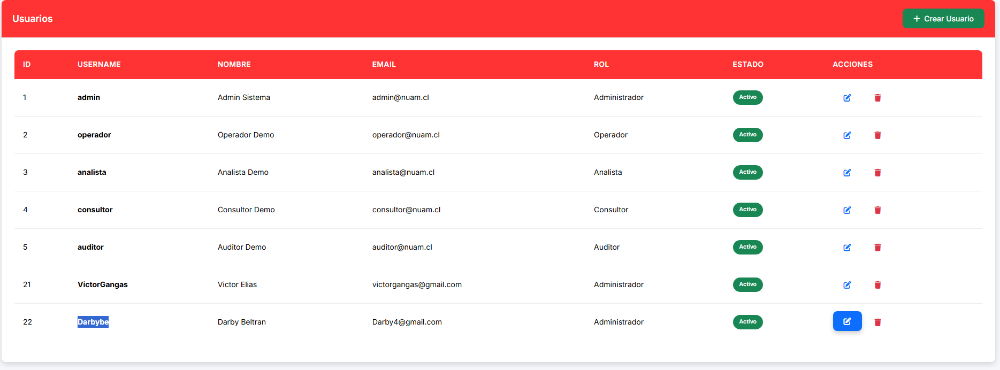 Usuarios
+ Crear Usuario
ID USERNAME NOMBRE EMAIL ROL ESTADO ACCIONES
1 admin Admin Sistema admin@nuam.cl Administrador Activo
2 operador Operador Demo operador@nuam.cl Operador Activo
3 analista Analista Demo analista@nuam.cl Analista Activo
4 consultor Consultor Demo consultor@nuam.cl Consultor Activo
5 auditor Auditor Demo auditor@nuam.cl Auditor Activo
21 VictorGangas Victor Elias victorgangas@gmail.com Administrador Activo
22 Darbybe Darby Beltran Darby4@gmail.com Administrador Activo